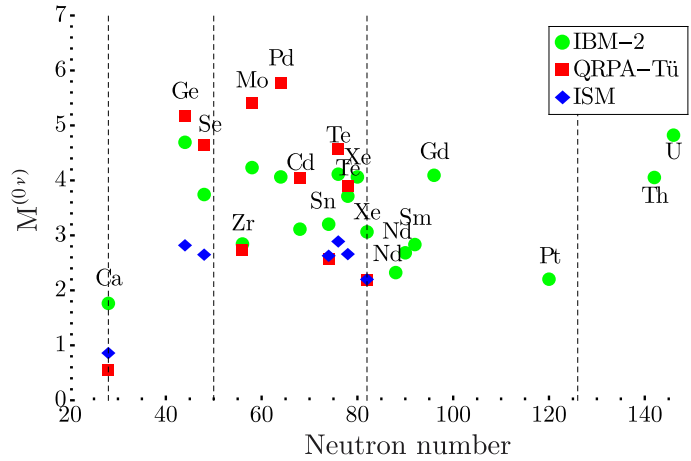 7
6
5
4
3
2
1
0
M(0ν)
IBM−2
QRPA−Tü
ISM
Pd
Mo
Ge
Se
Te
Xe
Cd
Te
Gd
U
Th
Sn
Xe
Sm
Nd
Zr
Nd
Pt
Ca
20 40 60 80 100 120 140
Neutron number